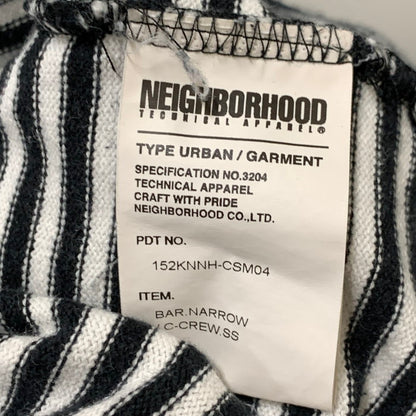 NEIGHBORHOOD
TECHNICAL APPAREL®
TYPE URBAN / GARMENT
SPECIFICATION NO.3204
TECHNICAL APPAREL
CRAFT WITH PRIDE
NEIGHBORHOOD CO.,LTD.
PDT NO.
152KNNH-CSM04
ITEM.
BAR.NARROW
C-CREW.SS